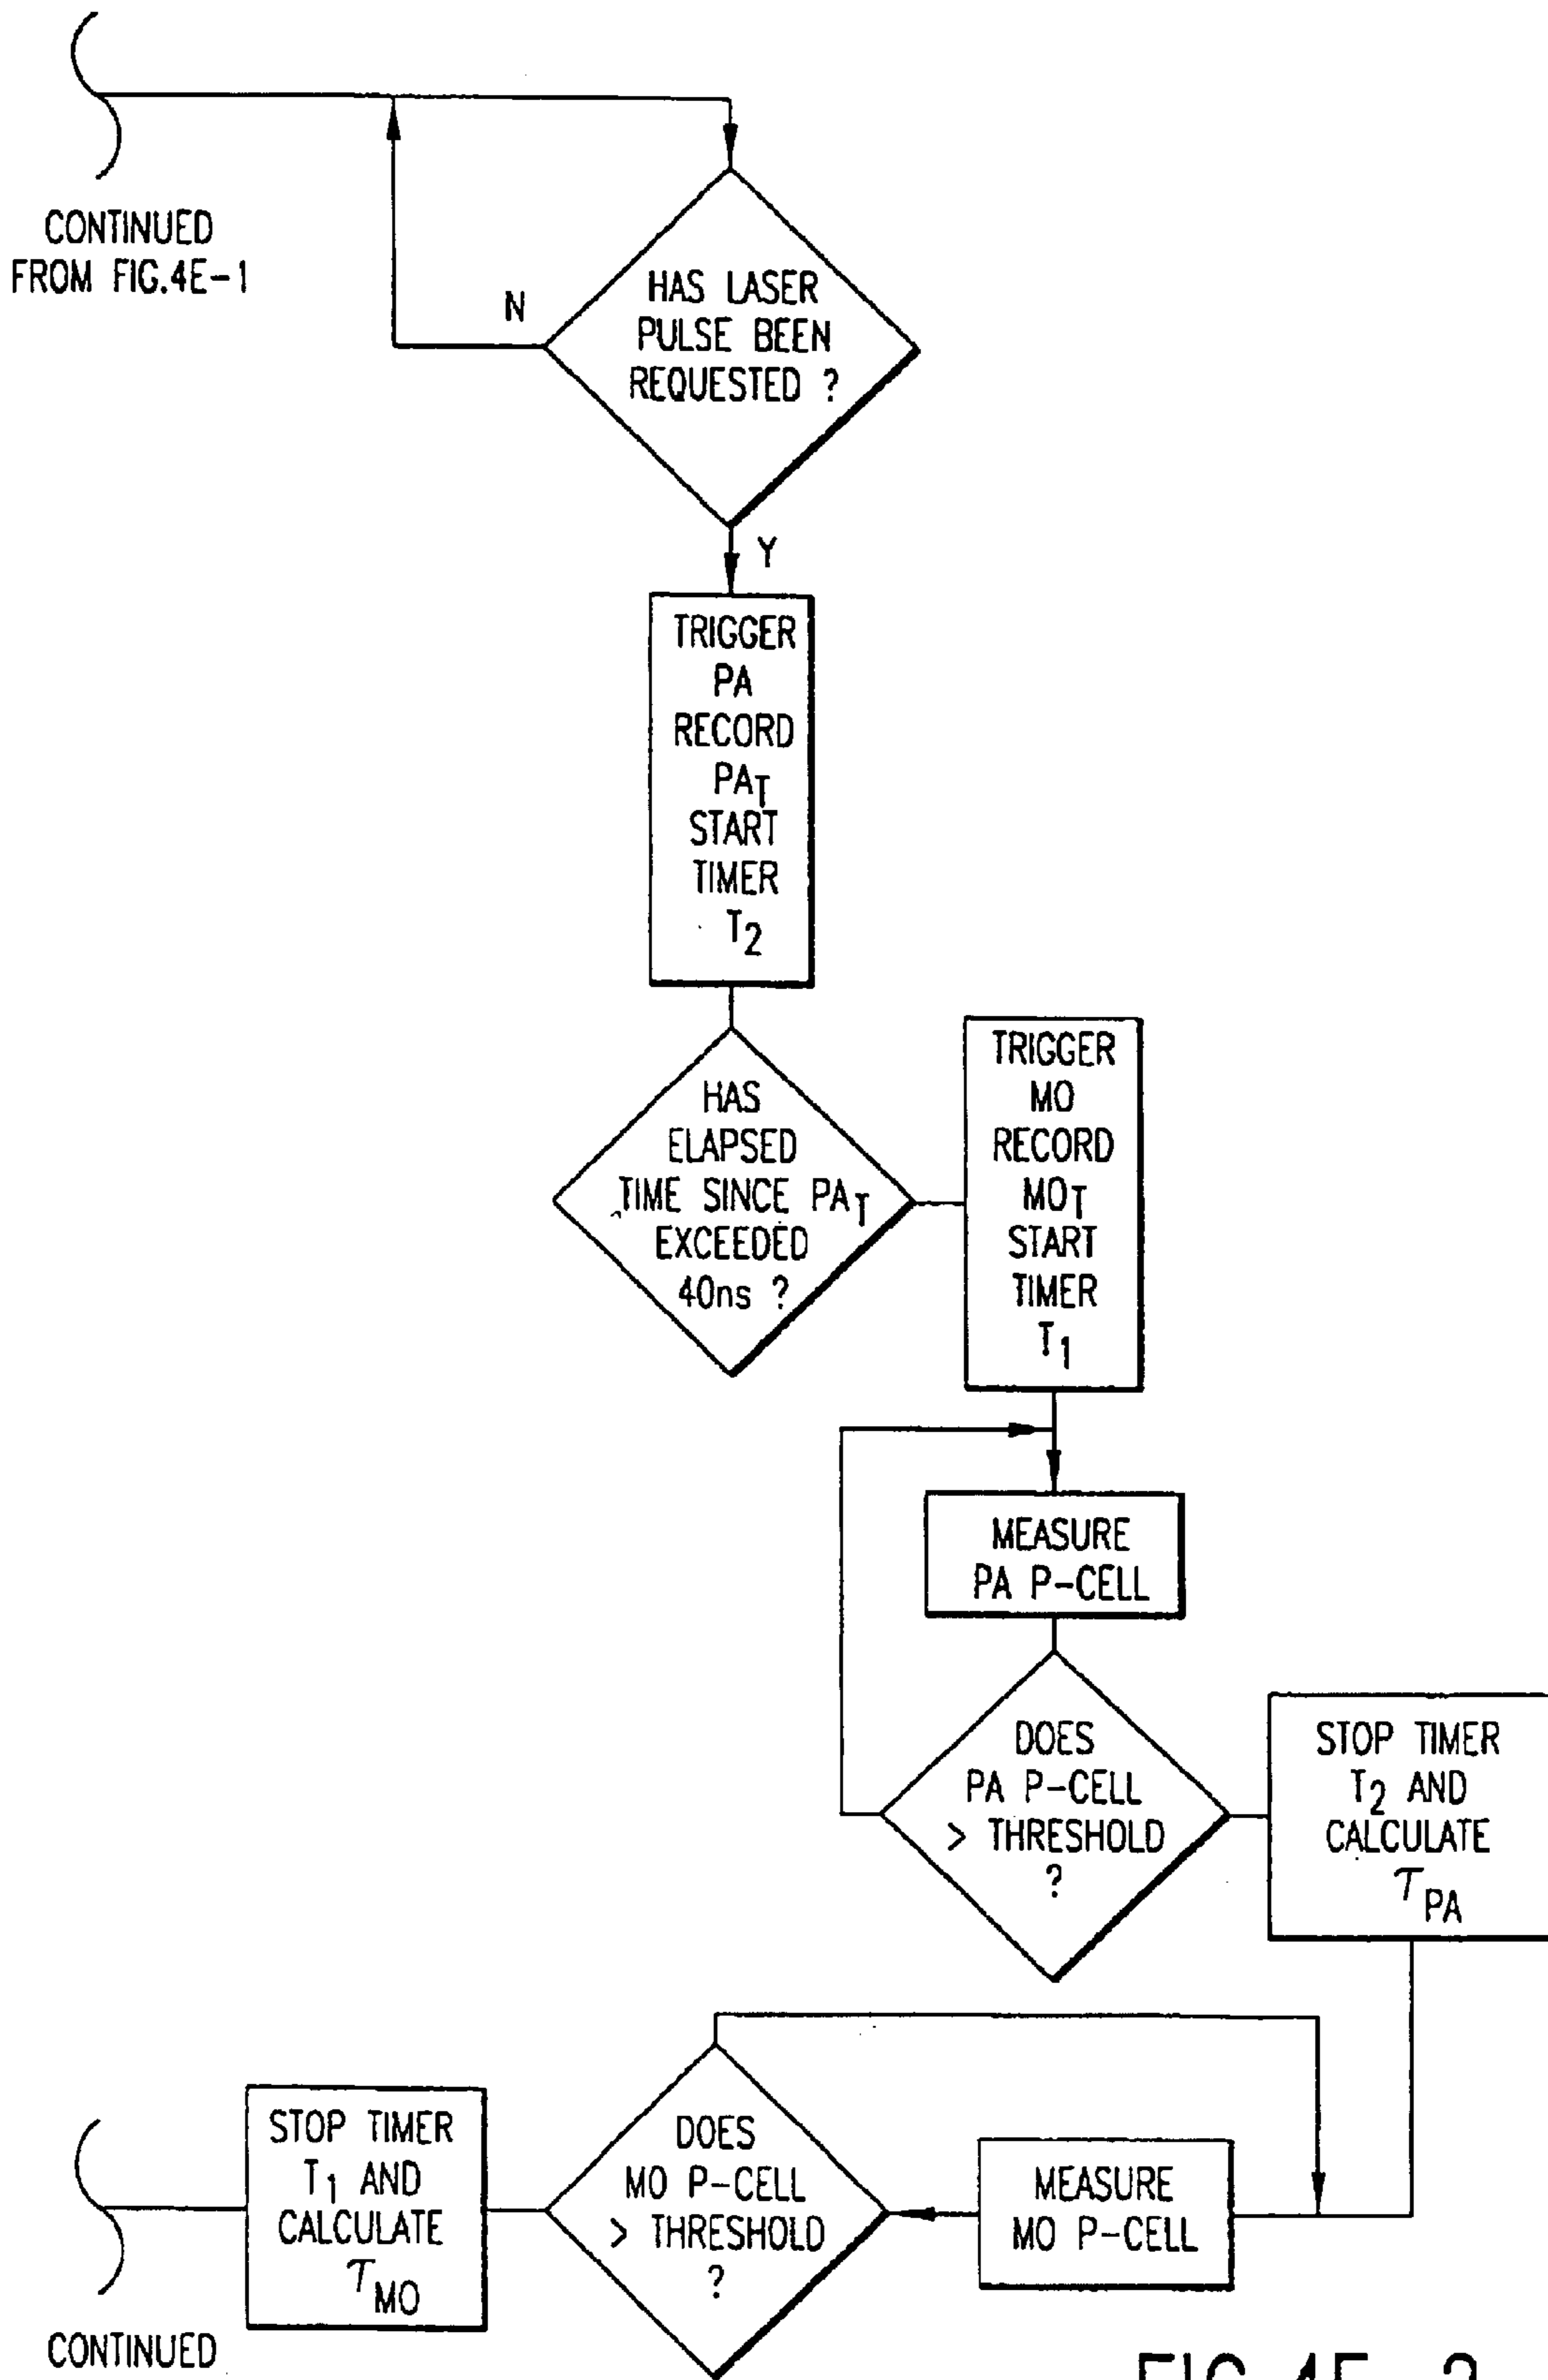 CONTINUED
FROM FIG.4E-1
HAS LASER
PULSE BEEN
REQUESTED ?
N
Y
TRIGGER
PA
RECORD
PAT
START
TIMER
T2
HAS
ELAPSED
TIME SINCE PAT
EXCEEDED
40ns ?
TRIGGER
MO
RECORD
MOT
START
TIMER
T1
MEASURE
PA P-CELL
DOES
PA P-CELL
> THRESHOLD
?
STOP TIMER
T2 AND
CALCULATE
τPA
MEASURE
MO P-CELL
DOES
MO P-CELL
> THRESHOLD
?
STOP TIMER
T1 AND
CALCULATE
τMO
CONTINUED